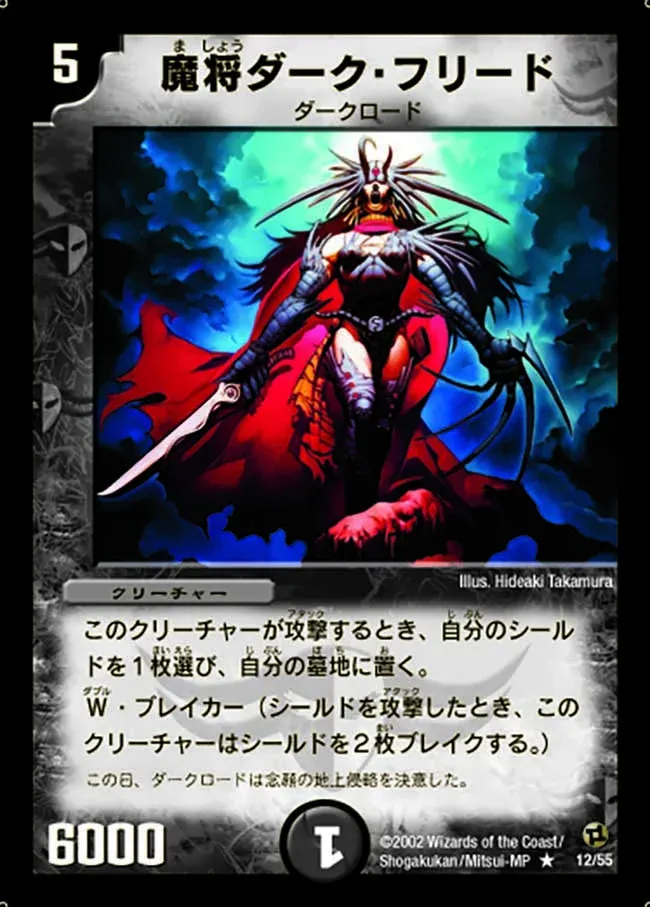 5
魔将ダーク・フリード
ましょう
ダークロード
Illus. Hideaki Takamura
クリーチャー
このクリーチャーが攻撃するとき、自分のシール
ドを1枚選び、自分の墓地に置く。
W・ブレイカー（シールドを攻撃したとき、この
クリーチャーはシールドを2枚ブレイクする。）
この日、ダークロードは念願の地上侵略を決意した。
6000
1
©2002 Wizards of the Coast/
Shogakukan/Mitsui-MP ★ 12/55